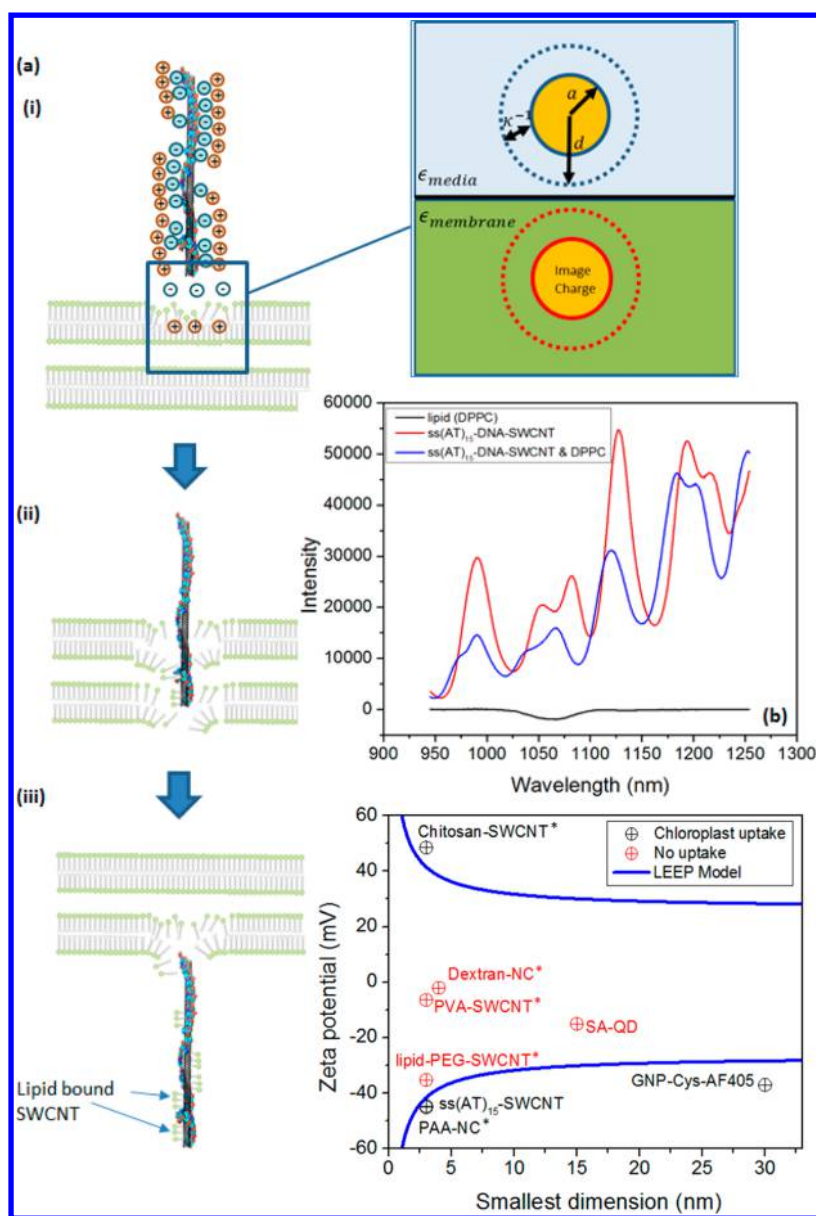 (a)
(i)
a
κ⁻¹
d
ϵmedia
ϵmembrane
Image
Charge
(ii)
60000
50000
40000
30000
20000
10000
0
Intensity
lipid (DPPC)
ss(AT)₁₅-DNA-SWCNT
ss(AT)₁₅-DNA-SWCNT & DPPC
(b)
900 950 1000 1050 1100 1150 1200 1250 1300
Wavelength (nm)
(iii)
Lipid bound
SWCNT
60
40
20
0
-20
-40
-60
Zeta potential (mV)
Chitosan-SWCNT*
Chloroplast uptake
No uptake
LEEP Model
Dextran-NC*
PVA-SWCNT*
SA-QD
lipid-PEG-SWCNT*
GNP-Cys-AF405
ss(AT)₁₅-SWCNT
PAA-NC*
0 5 10 15 20 25 30
Smallest dimension (nm)